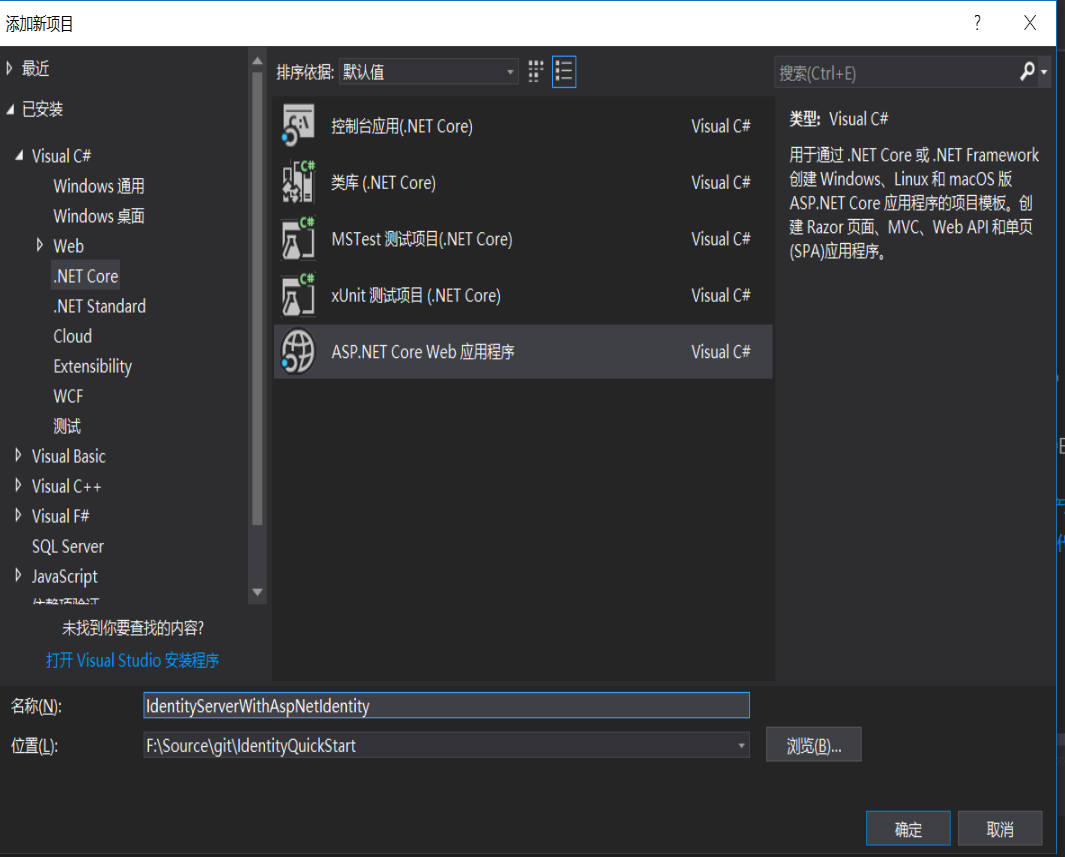 添加新项目
?
最近
已安装
Visual C#
Windows 通用
Windows 桌面
Web
.NET Core
.NET Standard
Cloud
Extensibility
WCF
测试
Visual Basic
Visual C++
Visual F#
SQL Server
JavaScript
依赖项验证
未找到你要查找的内容?
打开 Visual Studio 安装程序
排序依据: 默认值
控制台应用(.NET Core) Visual C#
类库 (.NET Core) Visual C#
MSTest 测试项目(.NET Core) Visual C#
xUnit 测试项目 (.NET Core) Visual C#
ASP.NET Core Web 应用程序 Visual C#
搜索(Ctrl+E)
类型: Visual C#
用于通过 .NET Core 或 .NET Framework
创建 Windows、Linux 和 macOS 版
ASP.NET Core 应用程序的项目模板。创
建 Razor 页面、MVC、Web API 和单页
(SPA)应用程序。
名称(N): IdentityServerWithAspNetIdentity
位置(L): F:\Source\git\IdentityQuickStart
浏览(B)...
确定 取消